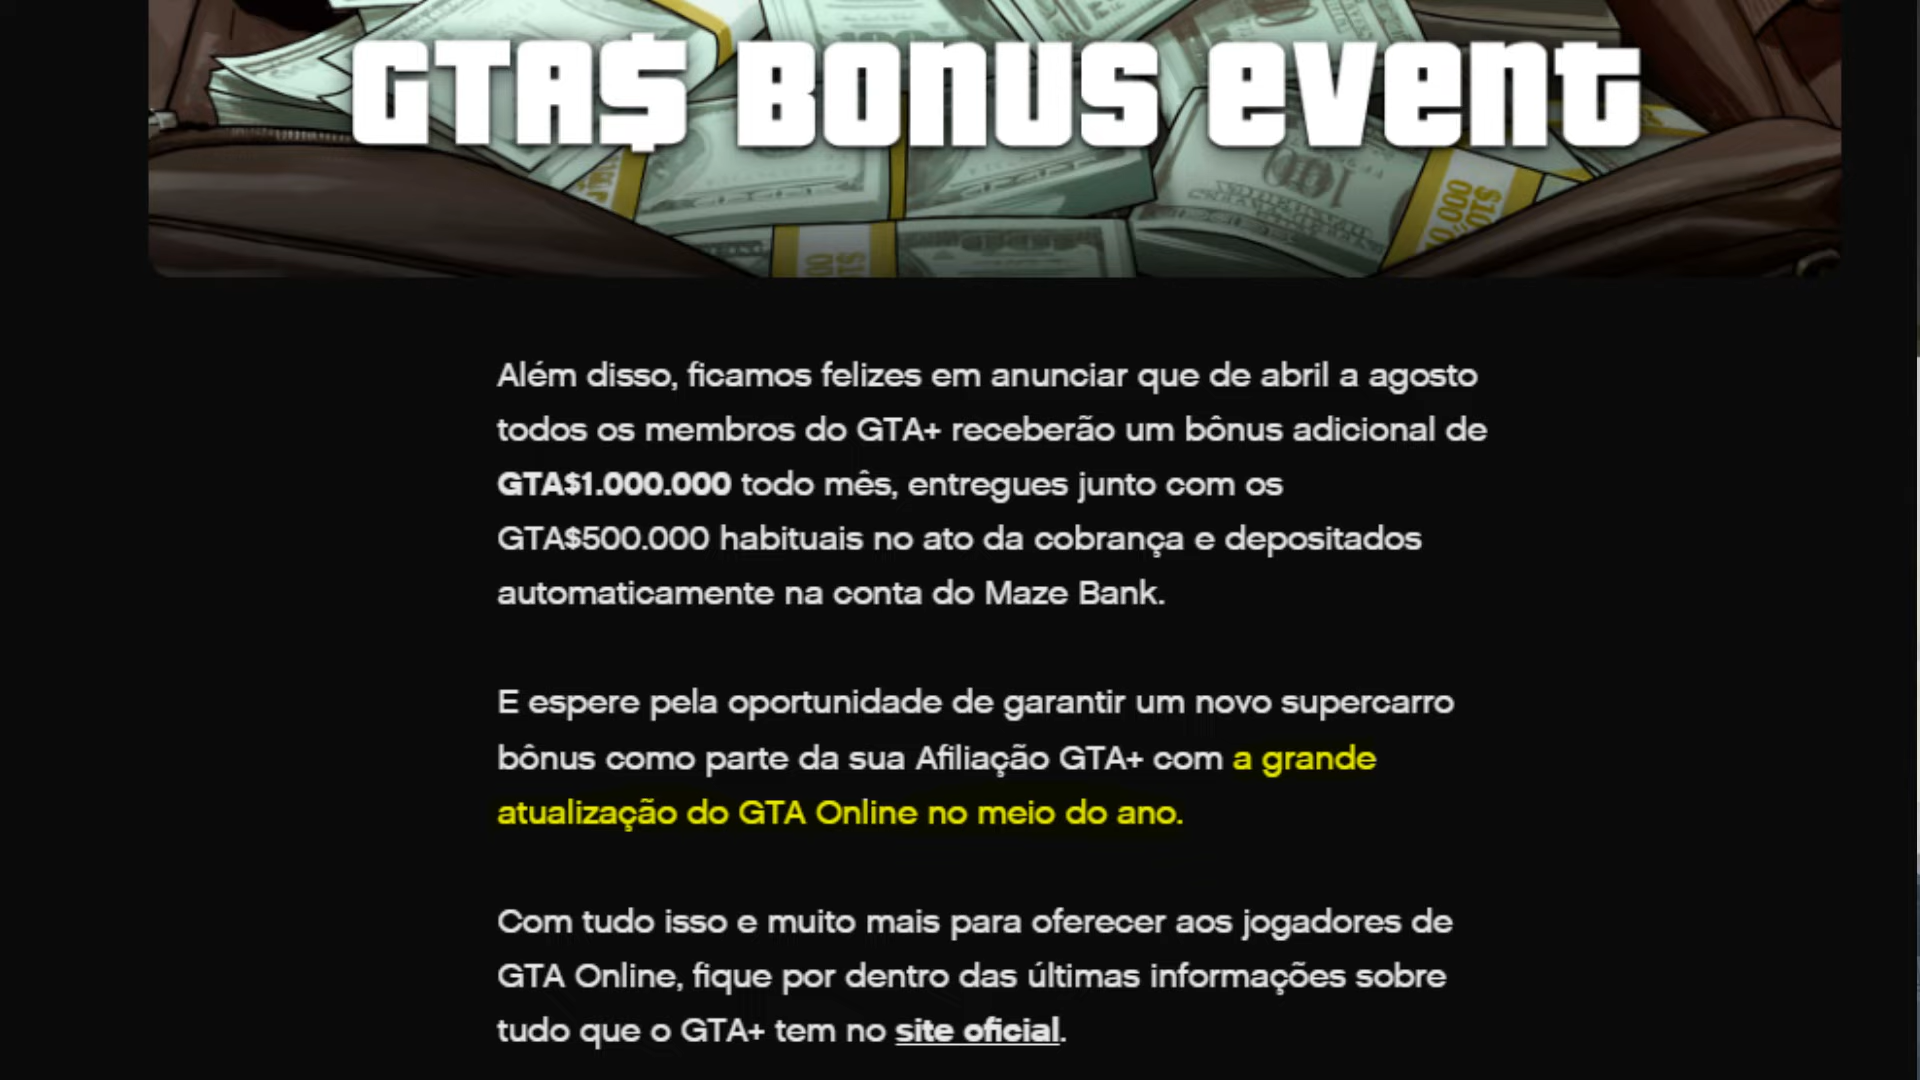 GTA$ BONUS EVENT
100
10,000
Além disso, ficamos felizes em anunciar que de abril a agosto
todos os membros do GTA+ receberão um bônus adicional de
GTA$1.000.000 todo mês, entregues junto com os
GTA$500.000 habituais no ato da cobrança e depositados
automaticamente na conta do Maze Bank.
E espere pela oportunidade de garantir um novo supercarro
bônus como parte da sua Afiliação GTA+ com a grande
atualização do GTA Online no meio do ano.
Com tudo isso e muito mais para oferecer aos jogadores de
GTA Online, fique por dentro das últimas informações sobre
tudo que o GTA+ tem no site oficial.